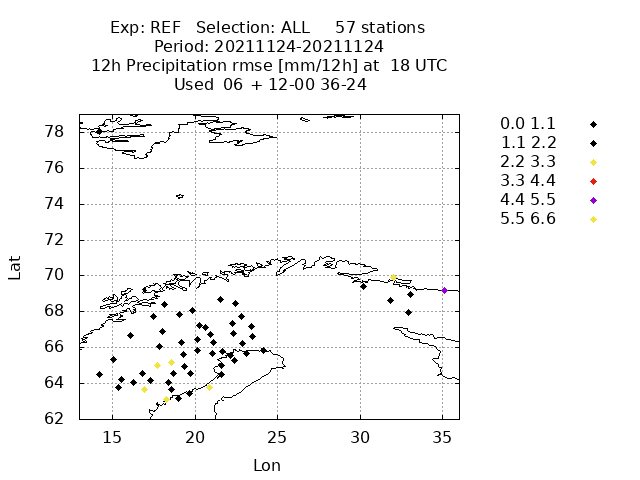 Exp: REF   Selection: ALL     57 stations
Period: 20211124-20211124
12h Precipitation rmse [mm/12h] at  18 UTC
Used  06 + 12-00 36-24
0.0 1.1
1.1 2.2
2.2 3.3
3.3 4.4
4.4 5.5
5.5 6.6
78
76
74
72
70
68
66
64
62
Lat
15 20 25 30 35
Lon